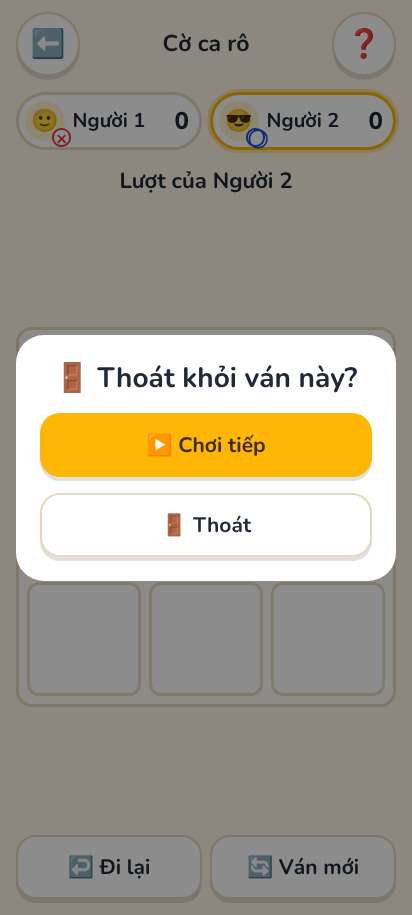 Cờ ca rô
Người 1 0
Người 2 0
Lượt của Người 2
Thoát khỏi ván này?
Chơi tiếp
Thoát
Đi lại
Ván mới